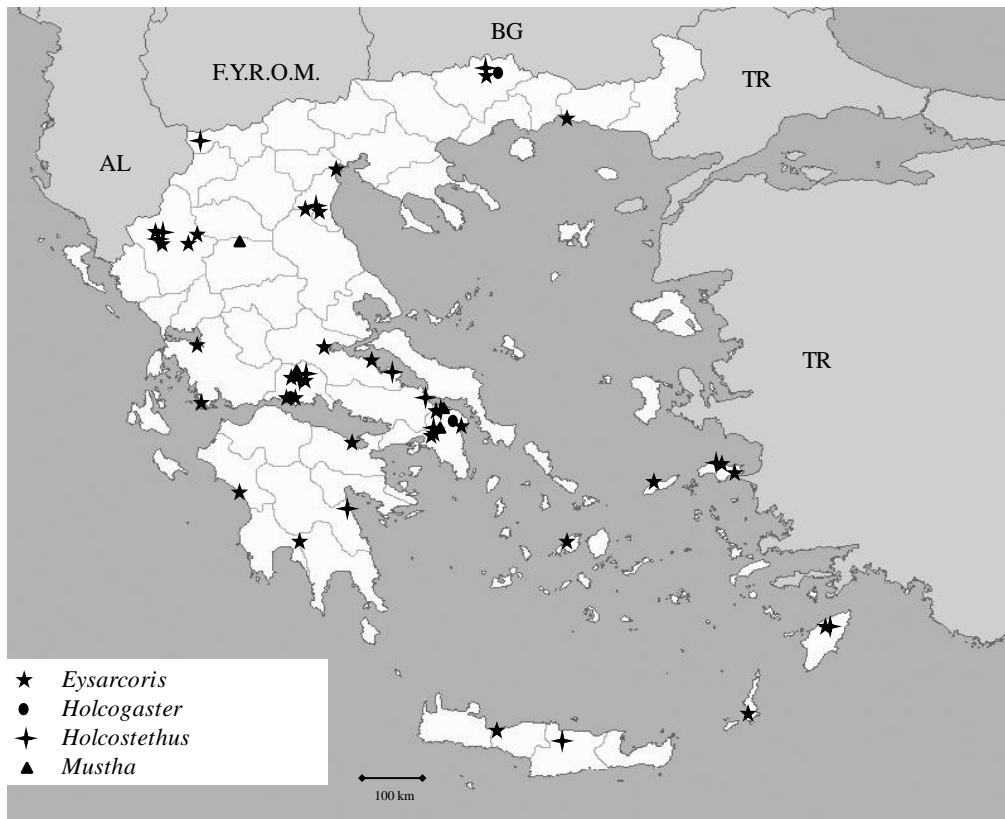 BG
F.Y.R.O.M.
TR
AL
TR
Eysarcoris
Holcogaster
Holcostethus
Mustha
100 km